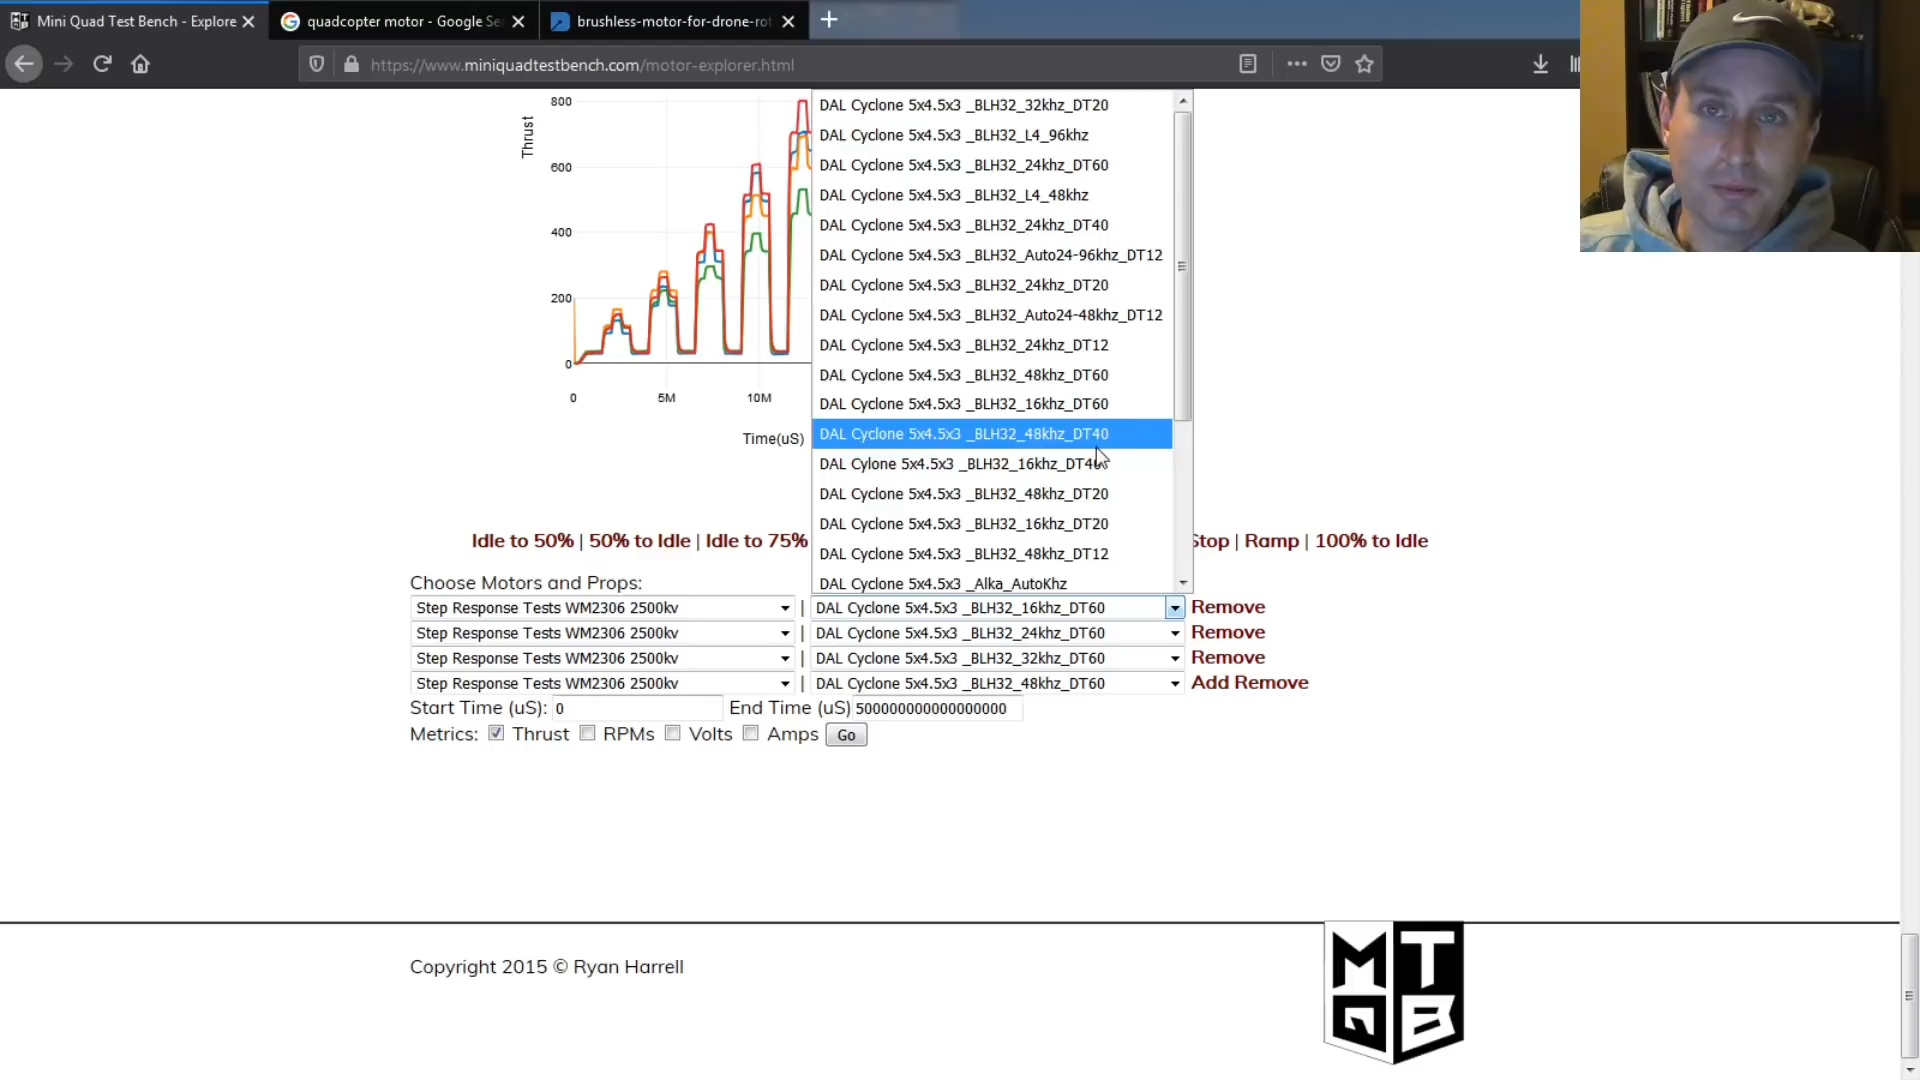 Mini Quad Test Bench - Explore
quadcopter motor - Google Se
brushless-motor-for-drone-rot
https://www.miniquadtestbench.com/motor-explorer.html
800
600
400
200
0
Thrust
0
5M
10M
Time(uS)
DAL Cyclone 5x4.5x3 _BLH32_32khz_DT20
DAL Cyclone 5x4.5x3 _BLH32_L4_96khz
DAL Cyclone 5x4.5x3 _BLH32_24khz_DT60
DAL Cyclone 5x4.5x3 _BLH32_L4_48khz
DAL Cyclone 5x4.5x3 _BLH32_24khz_DT40
DAL Cyclone 5x4.5x3 _BLH32_Auto24-96khz_DT12
DAL Cyclone 5x4.5x3 _BLH32_24khz_DT20
DAL Cyclone 5x4.5x3 _BLH32_Auto24-48khz_DT12
DAL Cyclone 5x4.5x3 _BLH32_24khz_DT12
DAL Cyclone 5x4.5x3 _BLH32_48khz_DT60
DAL Cyclone 5x4.5x3 _BLH32_16khz_DT60
DAL Cyclone 5x4.5x3 _BLH32_48khz_DT40
DAL Cylone 5x4.5x3 _BLH32_16khz_DT40
DAL Cyclone 5x4.5x3 _BLH32_48khz_DT20
DAL Cyclone 5x4.5x3 _BLH32_16khz_DT20
DAL Cyclone 5x4.5x3 _BLH32_48khz_DT12
DAL Cyclone 5x4.5x3 _Alka_AutoKhz
Idle to 50% | 50% to Idle | Idle to 75% Stop | Ramp | 100% to Idle
Choose Motors and Props:
Step Response Tests WM2306 2500kv | DAL Cyclone 5x4.5x3 _BLH32_16khz_DT60 Remove
Step Response Tests WM2306 2500kv | DAL Cyclone 5x4.5x3 _BLH32_24khz_DT60 Remove
Step Response Tests WM2306 2500kv | DAL Cyclone 5x4.5x3 _BLH32_32khz_DT60 Remove
Step Response Tests WM2306 2500kv | DAL Cyclone 5x4.5x3 _BLH32_48khz_DT60 Add Remove
Start Time (uS): 0 End Time (uS) 500000000000000000
Metrics: Thrust RPMs Volts Amps Go
Copyright 2015 © Ryan Harrell
MTQB